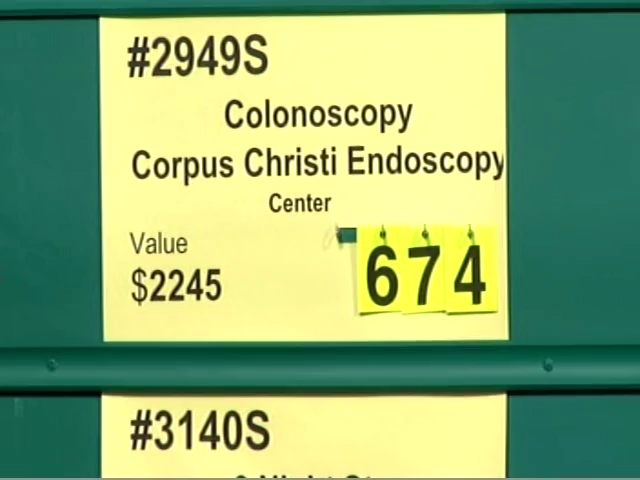 #2949S
Colonoscopy
Corpus Christi Endoscopy
Center
Value
$2245
674
#3140S